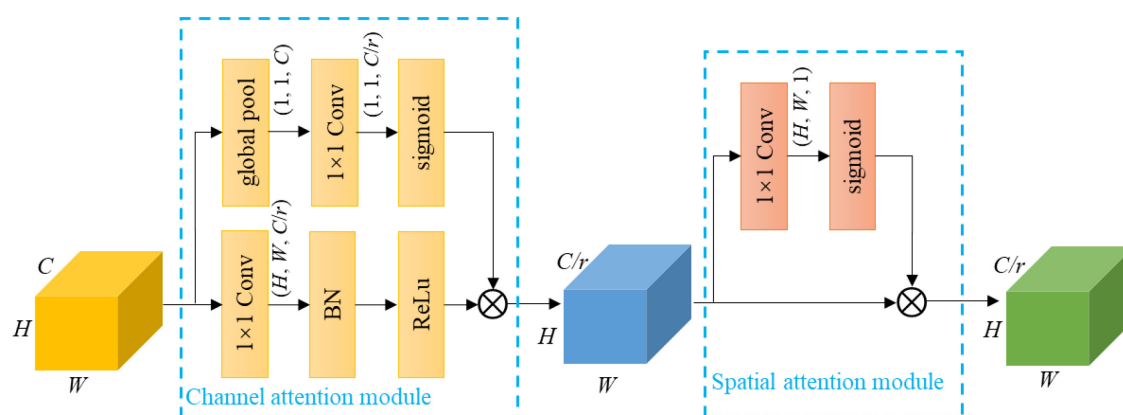 global pool
(1, 1, C)
1×1 Conv
(1, 1, C/r)
sigmoid
C
H
W
1×1 Conv
(H, W, C/r)
BN
ReLu
Channel attention module
C/r
H
W
1×1 Conv
(H, W, 1)
sigmoid
Spatial attention module
C/r
H
W